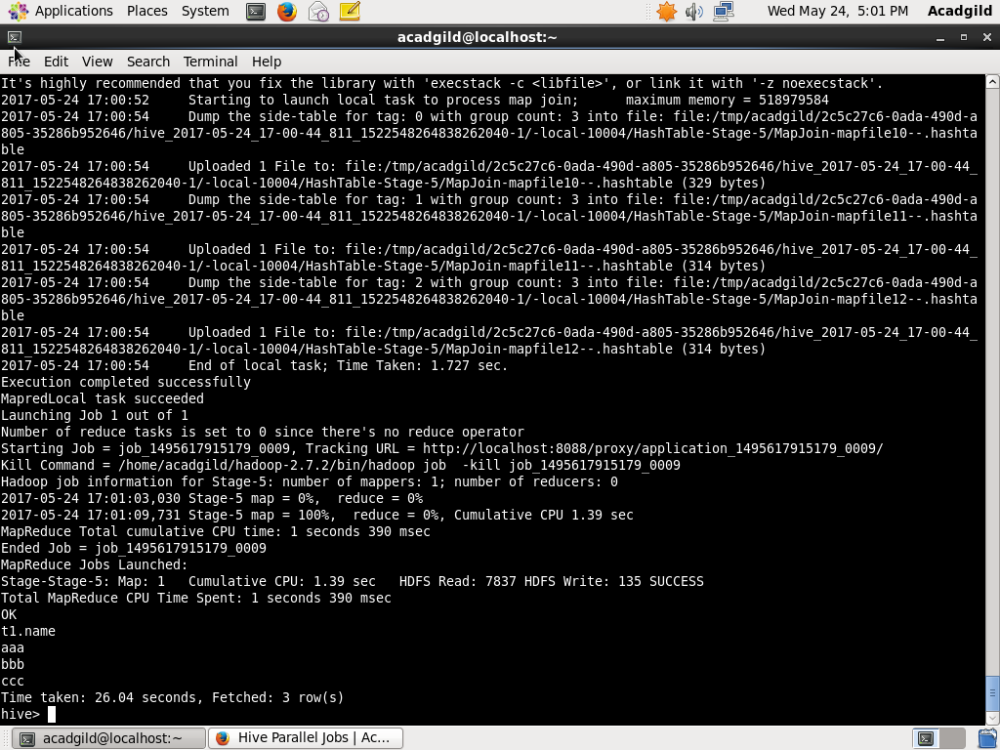 Applications Places System Wed May 24, 5:01 PM Acadgild
acadgild@localhost:~
File Edit View Search Terminal Help
It's highly recommended that you fix the library with 'execstack -c <libfile>', or link it with '-z noexecstack'.
2017-05-24 17:00:52     Starting to launch local task to process map join;      maximum memory = 518979584
2017-05-24 17:00:54     Dump the side-table for tag: 0 with group count: 3 into file: file:/tmp/acadgild/2c5c27c6-0ada-490d-a
805-35286b952646/hive_2017-05-24_17-00-44_811_1522548264838262040-1/-local-10004/HashTable-Stage-5/MapJoin-mapfile10--.hashta
ble
2017-05-24 17:00:54     Uploaded 1 File to: file:/tmp/acadgild/2c5c27c6-0ada-490d-a805-35286b952646/hive_2017-05-24_17-00-44_
811_1522548264838262040-1/-local-10004/HashTable-Stage-5/MapJoin-mapfile10--.hashtable (329 bytes)
2017-05-24 17:00:54     Dump the side-table for tag: 1 with group count: 3 into file: file:/tmp/acadgild/2c5c27c6-0ada-490d-a
805-35286b952646/hive_2017-05-24_17-00-44_811_1522548264838262040-1/-local-10004/HashTable-Stage-5/MapJoin-mapfile11--.hashta
ble
2017-05-24 17:00:54     Uploaded 1 File to: file:/tmp/acadgild/2c5c27c6-0ada-490d-a805-35286b952646/hive_2017-05-24_17-00-44_
811_1522548264838262040-1/-local-10004/HashTable-Stage-5/MapJoin-mapfile11--.hashtable (314 bytes)
2017-05-24 17:00:54     Dump the side-table for tag: 2 with group count: 3 into file: file:/tmp/acadgild/2c5c27c6-0ada-490d-a
805-35286b952646/hive_2017-05-24_17-00-44_811_1522548264838262040-1/-local-10004/HashTable-Stage-5/MapJoin-mapfile12--.hashta
ble
2017-05-24 17:00:54     Uploaded 1 File to: file:/tmp/acadgild/2c5c27c6-0ada-490d-a805-35286b952646/hive_2017-05-24_17-00-44_
811_1522548264838262040-1/-local-10004/HashTable-Stage-5/MapJoin-mapfile12--.hashtable (314 bytes)
2017-05-24 17:00:54     End of local task; Time Taken: 1.727 sec.
Execution completed successfully
MapredLocal task succeeded
Launching Job 1 out of 1
Number of reduce tasks is set to 0 since there's no reduce operator
Starting Job = job_1495617915179_0009, Tracking URL = http://localhost:8088/proxy/application_1495617915179_0009/
Kill Command = /home/acadgild/hadoop-2.7.2/bin/hadoop job  -kill job_1495617915179_0009
Hadoop job information for Stage-5: number of mappers: 1; number of reducers: 0
2017-05-24 17:01:03,030 Stage-5 map = 0%,  reduce = 0%
2017-05-24 17:01:09,731 Stage-5 map = 100%,  reduce = 0%, Cumulative CPU 1.39 sec
MapReduce Total cumulative CPU time: 1 seconds 390 msec
Ended Job = job_1495617915179_0009
MapReduce Jobs Launched:
Stage-Stage-5: Map: 1   Cumulative CPU: 1.39 sec   HDFS Read: 7837 HDFS Write: 135 SUCCESS
Total MapReduce CPU Time Spent: 1 seconds 390 msec
OK
t1.name
aaa
bbb
ccc
Time taken: 26.04 seconds, Fetched: 3 row(s)
hive>
acadgild@localhost:~ Hive Parallel Jobs | Ac...